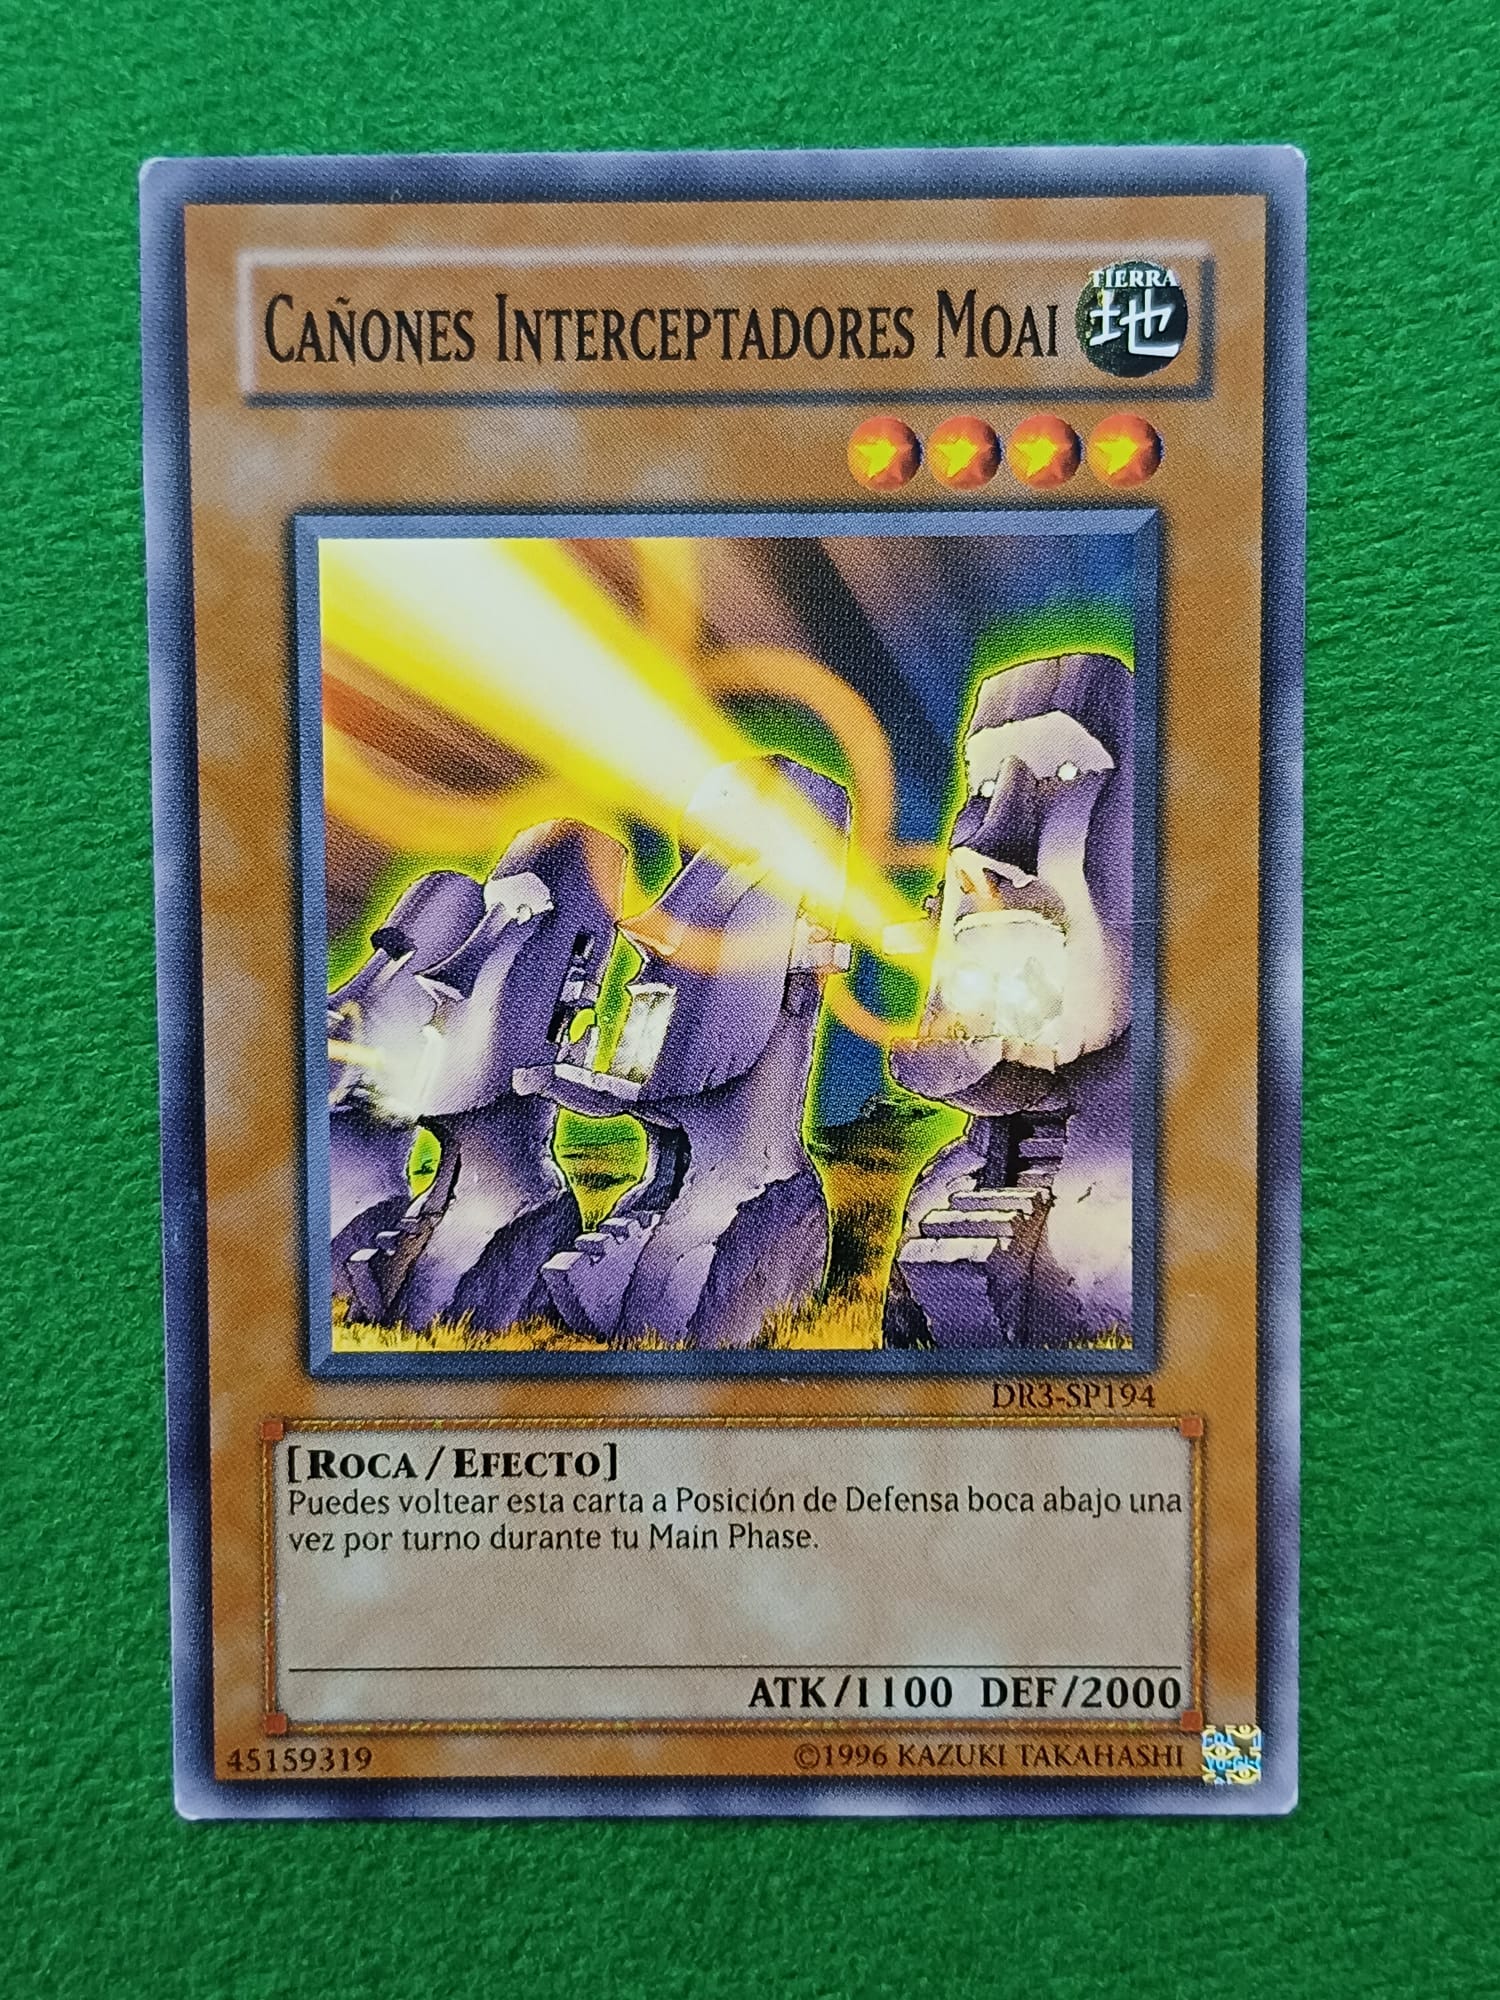 CAÑONES INTERCEPTADORES MOAI
TIERRA
地
DR3-SP194
[ROCA/EFECTO]
Puedes voltear esta carta a Posición de Defensa boca abajo una
vez por turno durante tu Main Phase.
ATK/1100 DEF/2000
45159319
©1996 KAZUKI TAKAHASHI